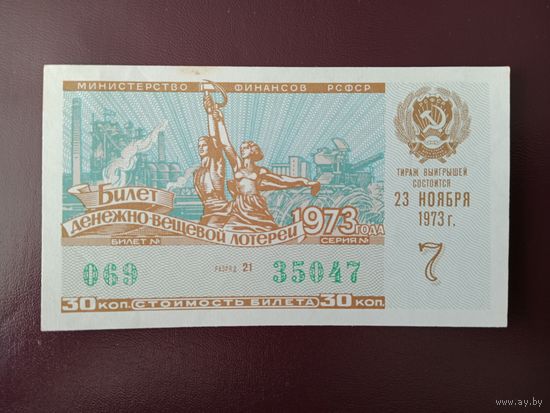 МИНИСТЕРСТВО ФИНАНСОВ РСФСР
Билет
денежно-вещевой лотереи 1973 ГОДА
БИЛЕТ № СЕРИЯ №
069 РАЗРЯД 21 35047
30 КОП. СТОИМОСТЬ БИЛЕТА 30 КОП.
ТИРАЖ ВЫИГРЫШЕЙ
СОСТОИТСЯ
23 НОЯБРЯ
1973 г.
7
www.ay.by